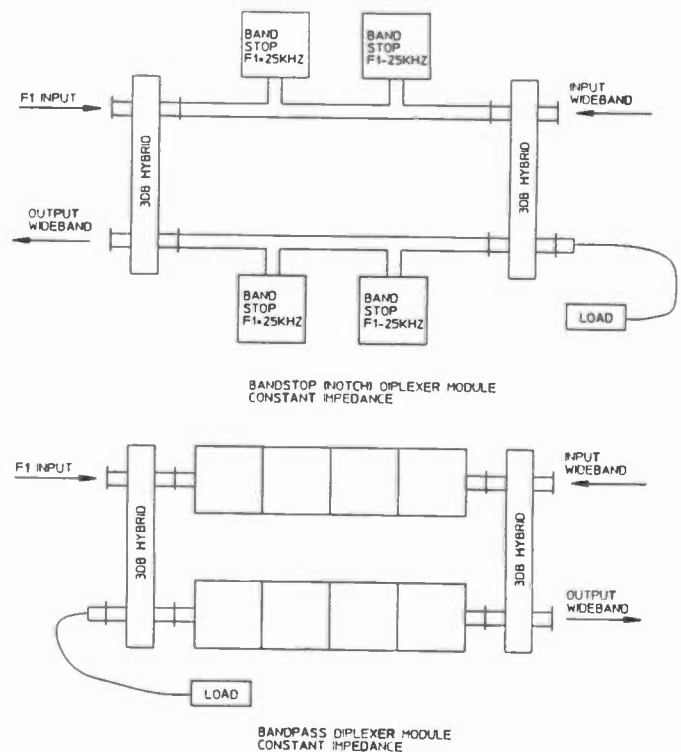 BAND
STOP
F1+25KHZ
BAND
STOP
F1-25KHZ
F1 INPUT
INPUT
WIDEBAND
3DB HYBRID
3DB HYBRID
OUTPUT
WIDEBAND
BAND
STOP
F1+25KHZ
BAND
STOP
F1-25KHZ
LOAD
BANDSTOP (NOTCH) DIPLEXER MODULE
CONSTANT IMPEDANCE
F1 INPUT
INPUT
WIDEBAND
3DB HYBRID
3DB HYBRID
OUTPUT
WIDEBAND
LOAD
BANDPASS DIPLEXER MODULE
CONSTANT IMPEDANCE